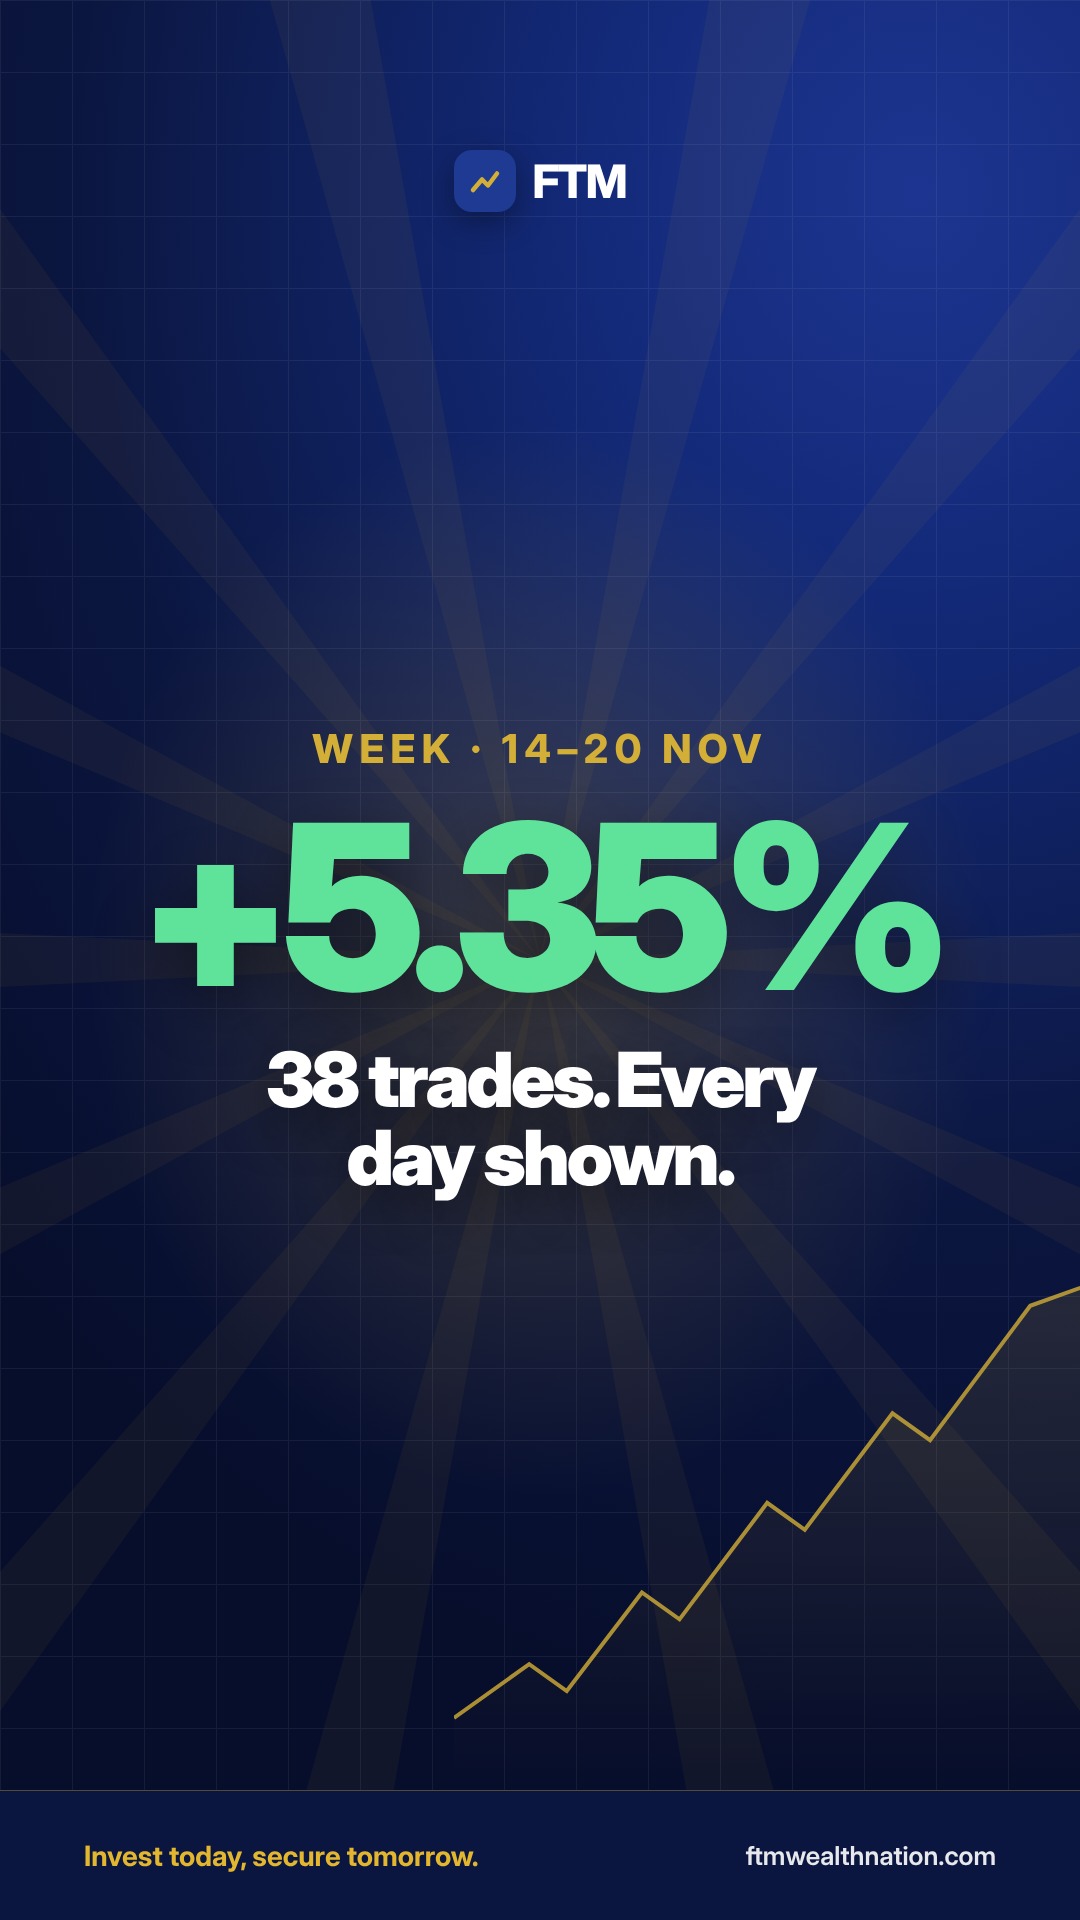 FTM
WEEK · 14–20 NOV
+5.35%
38 trades. Every
day shown.
Invest today, secure tomorrow.
ftmwealthnation.com